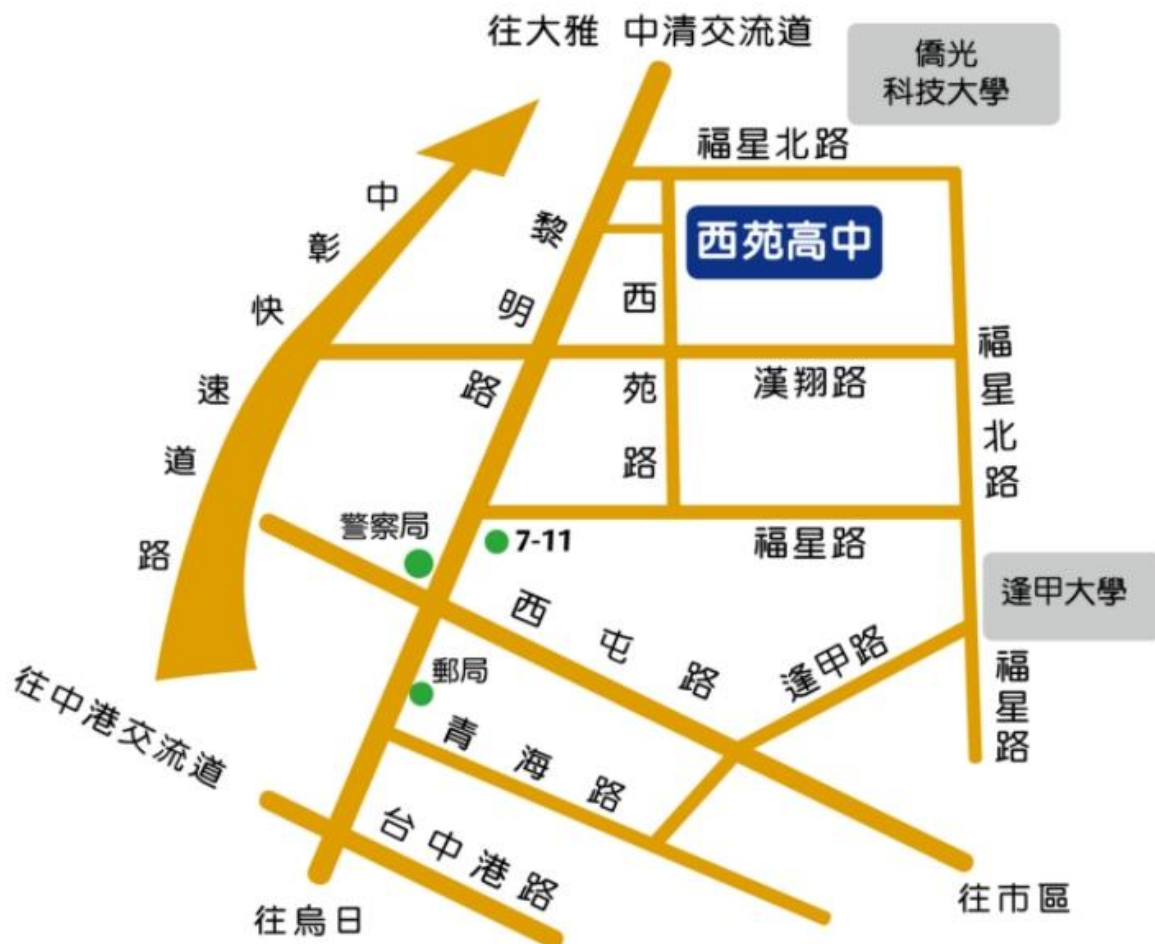 往大雅 中清交流道
僑光
科技大學
福星北路
中彰快速道路
黎明路
西苑高中
西苑路
漢翔路
福星北路
警察局
7-11
福星路
逢甲大學
西屯路
逢甲路
福星路
郵局
往中港交流道
青海路
台中港路
往烏日
往市區